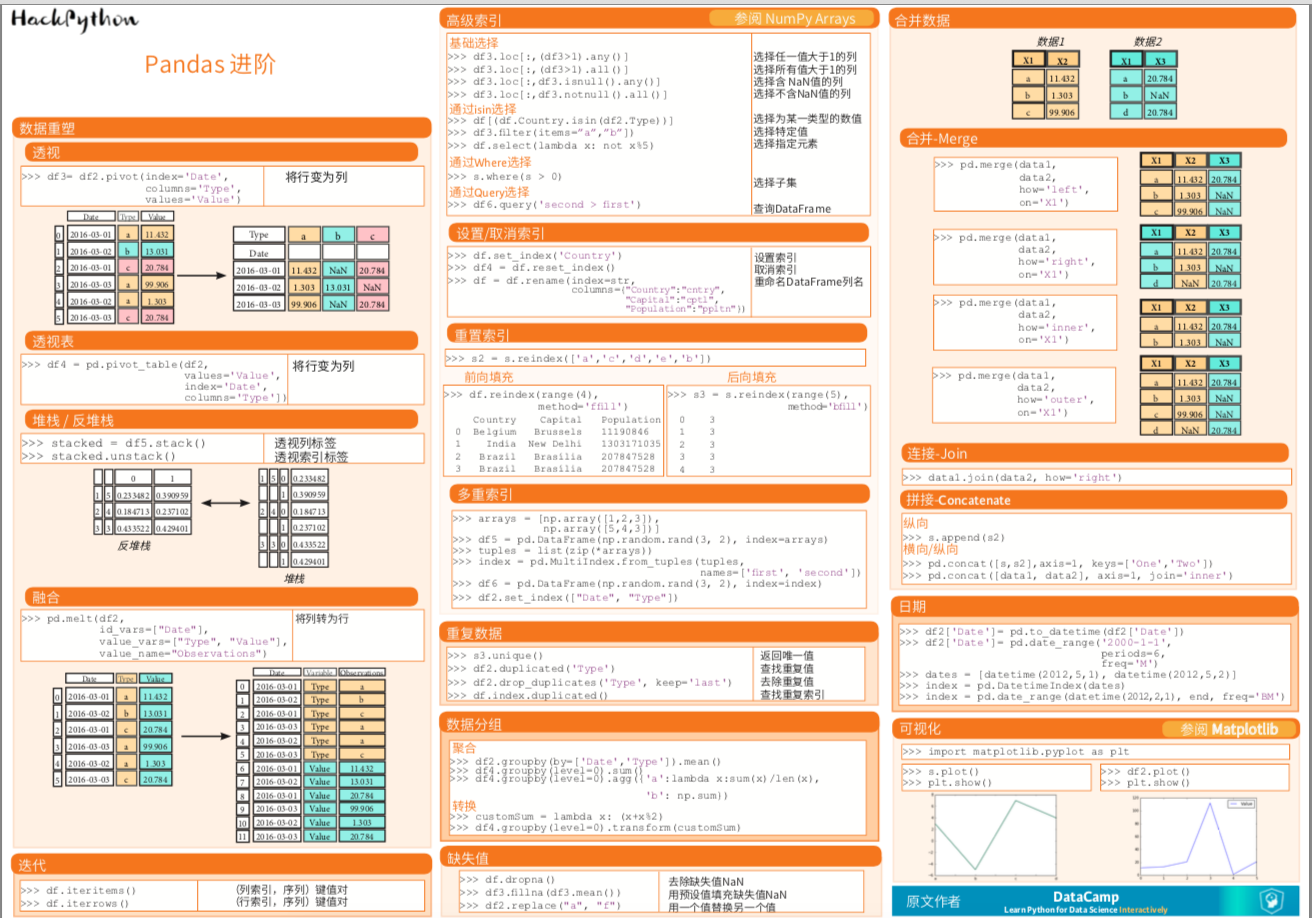 HackPython
Pandas 进阶
数据重塑
透视
>>> df3= df2.pivot(index='Date',
columns='Type',
values='Value')
将行变为列
Date Type Value
0 2016-03-01 a 11.432
1 2016-03-02 b 13.031
2 2016-03-01 c 20.784
3 2016-03-03 a 99.906
4 2016-03-02 a 1.303
5 2016-03-03 c 20.784
Type a b c
Date
2016-03-01 11.432 NaN 20.784
2016-03-02 1.303 13.031 NaN
2016-03-03 99.906 NaN 20.784
透视表
>>> df4 = pd.pivot_table(df2,
values='Value',
index='Date',
columns='Type'])
将行变为列
堆栈 / 反堆栈
>>> stacked = df5.stack()
透视列标签
>>> stacked.unstack()
透视索引标签
0 1
1 5 0.233482 0.390959
2 4 0.184713 0.237102
3 3 0.433522 0.429401
反堆栈
1 5 0 0.233482
1 0.390959
2 4 0 0.184713
1 0.237102
3 3 0 0.433522
1 0.429401
堆栈
融合
>>> pd.melt(df2,
id_vars=["Date"],
value_vars=["Type", "Value"],
value_name="Observations")
将列转为行
Date Type Value
0 2016-03-01 a 11.432
1 2016-03-02 b 13.031
2 2016-03-01 c 20.784
3 2016-03-03 a 99.906
4 2016-03-02 a 1.303
5 2016-03-03 c 20.784
Date Variable Observations
0 2016-03-01 Type a
1 2016-03-02 Type b
2 2016-03-01 Type c
3 2016-03-03 Type a
4 2016-03-02 Type a
5 2016-03-03 Type c
6 2016-03-01 Value 11.432
7 2016-03-02 Value 13.031
8 2016-03-01 Value 20.784
9 2016-03-03 Value 99.906
10 2016-03-02 Value 1.303
11 2016-03-03 Value 20.784
迭代
>>> df.iteritems()
(列索引，序列）键值对
>>> df.iterrows()
(行索引，序列）键值对
高级索引
参阅 NumPy Arrays
基础选择
>>> df3.loc[:,(df3>1).any()]
选择任一值大于1的列
>>> df3.loc[:,(df3>1).all()]
选择所有值大于1的列
>>> df3.loc[:,df3.isnull().any()]
选择含 NaN值的列
>>> df3.loc[:,df3.notnull().all()]
选择不含NaN值的列
通过isin选择
>>> df[(df.Country.isin(df2.Type))]
选择为某一类型的数值
>>> df3.filter(items="a","b"])
选择特定值
>>> df.select(lambda x: not x%5)
选择指定元素
通过Where选择
>>> s.where(s > 0)
选择子集
通过Query选择
>>> df6.query('second > first')
查询DataFrame
设置/取消索引
>>> df.set_index('Country')
设置索引
>>> df4 = df.reset_index()
取消索引
>>> df = df.rename(index=str,
重命名DataFrame列名
columns={"Country":"cntry",
"Capital":"cptl",
"Population":"ppltn"})
重置索引
>>> s2 = s.reindex(['a','c','d','e','b'])
前向填充
>>> df.reindex(range(4),
method='ffill')
Country Capital Population
0 Belgium Brussels 11190846
1 India New Delhi 1303171035
2 Brazil Brasilia 207847528
3 Brazil Brasilia 207847528
后向填充
>>> s3 = s.reindex(range(5),
method='bfill')
0 3
1 3
2 3
3 3
4 3
多重索引
>>> arrays = [np.array([1,2,3]),
np.array([5,4,3])]
>>> df5 = pd.DataFrame(np.random.rand(3, 2), index=arrays)
>>> tuples = list(zip(*arrays))
>>> index = pd.MultiIndex.from_tuples(tuples,
names=['first', 'second'])
>>> df6 = pd.DataFrame(np.random.rand(3, 2), index=index)
>>> df2.set_index(["Date", "Type"])
重复数据
>>> s3.unique()
返回唯一值
>>> df2.duplicated('Type')
查找重复值
>>> df2.drop_duplicates('Type', keep='last')
去除重复值
>>> df.index.duplicated()
查找重复索引
数据分组
聚合
>>> df2.groupby(by=['Date','Type']).mean()
>>> df4.groupby(level=0).sum()
>>> df4.groupby(level=0).agg({'a':lambda x:sum(x)/len(x),
'b': np.sum})
转换
>>> customSum = lambda x: (x+x%2)
>>> df4.groupby(level=0).transform(customSum)
缺失值
>>> df.dropna()
去除缺失值NaN
>>> df3.fillna(df3.mean())
用预设值填充缺失值NaN
>>> df2.replace("a", "f")
用一个值替换另一个值
合并数据
数据1
X1 X2
a 11.432
b 1.303
c 99.906
数据2
X1 X3
a 20.784
b NaN
d 20.784
合并-Merge
>>> pd.merge(data1,
data2,
how='left',
on='X1')
X1 X2 X3
a 11.432 20.784
b 1.303 NaN
c 99.906 NaN
>>> pd.merge(data1,
data2,
how='right',
on='X1')
X1 X2 X3
a 11.432 20.784
b 1.303 NaN
d NaN 20.784
>>> pd.merge(data1,
data2,
how='inner',
on='X1')
X1 X2 X3
a 11.432 20.784
b 1.303 NaN
>>> pd.merge(data1,
data2,
how='outer',
on='X1')
X1 X2 X3
a 11.432 20.784
b 1.303 NaN
c 99.906 NaN
d NaN 20.784
连接-Join
>>> data1.join(data2, how='right')
拼接-Concatenate
纵向
>>> s.append(s2)
横向/纵向
>>> pd.concat([s,s2],axis=1, keys=['One','Two'])
>>> pd.concat([data1, data2], axis=1, join='inner')
日期
>>> df2['Date']= pd.to_datetime(df2['Date'])
>>> df2['Date']= pd.date_range('2000-1-1',
periods=6,
freq='M')
>>> dates = [datetime(2012,5,1), datetime(2012,5,2)]
>>> index = pd.DatetimeIndex(dates)
>>> index = pd.date_range(datetime(2012,2,1), end, freq='BM')
可视化
参阅 Matplotlib
>>> import matplotlib.pyplot as plt
>>> s.plot()
>>> plt.show()
>>> df2.plot()
>>> plt.show()
Value
原文作者
DataCamp
Learn Python for Data Science Interactively